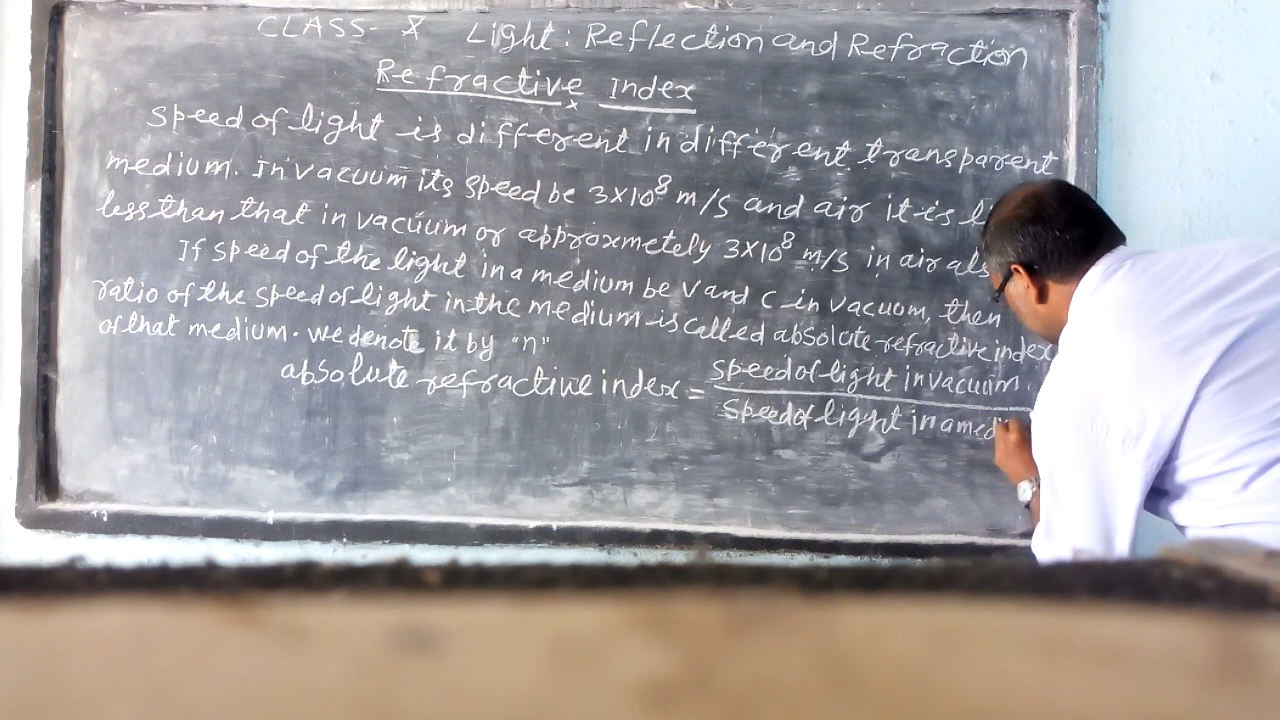 CLASS- X Light: Reflection and Refraction
Refractive Index
Speed of light is different in different transparent
medium. In vacuum its speed be 3×10⁸ m/s and air it is
less than that in vacuum or approxmetely 3×10⁸ m/s in air
If speed of the light in a medium be v and c in vacuum, then
ratio of the speed of light in the medium is called absolute refractive index
of that medium. we denote it by "n"
absolute refractive index = speed of light in vacuum.
speed of light in a